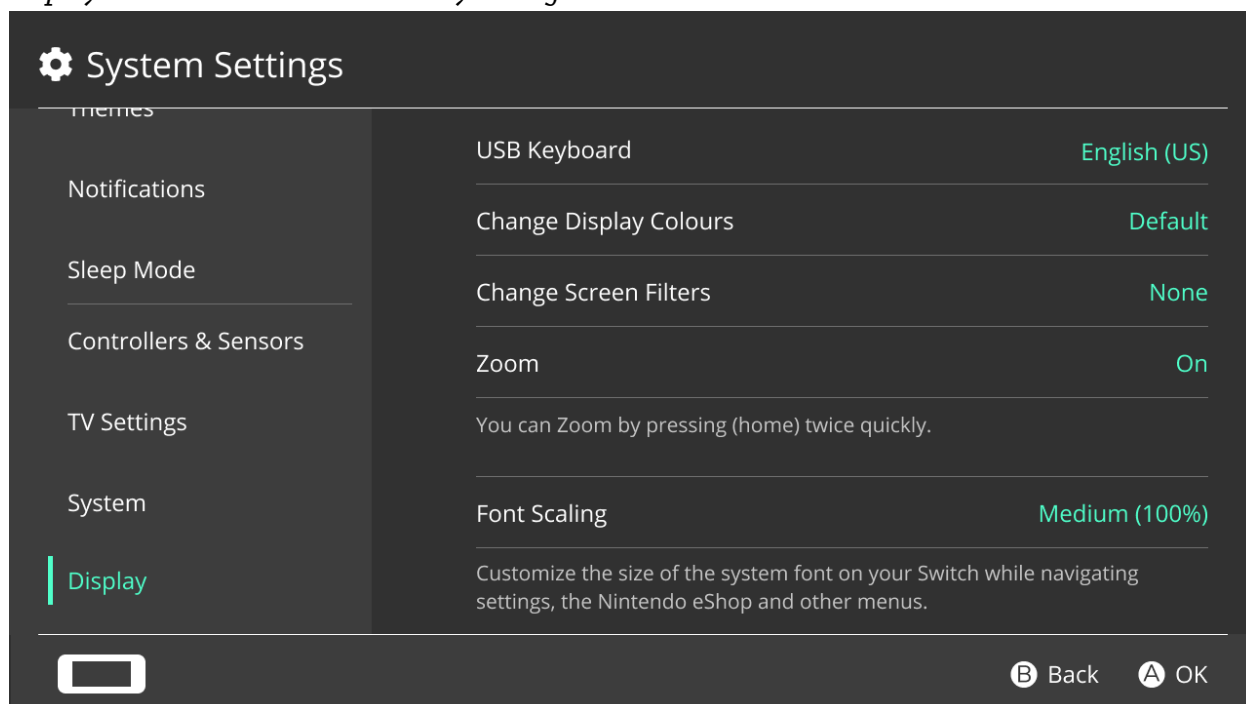 System Settings
Themes
Notifications
Sleep Mode
Controllers & Sensors
TV Settings
System
Display
USB Keyboard English (US)
Change Display Colours Default
Change Screen Filters None
Zoom On
You can Zoom by pressing (home) twice quickly.
Font Scaling Medium (100%)
Customize the size of the system font on your Switch while navigating
settings, the Nintendo eShop and other menus.
B Back A OK